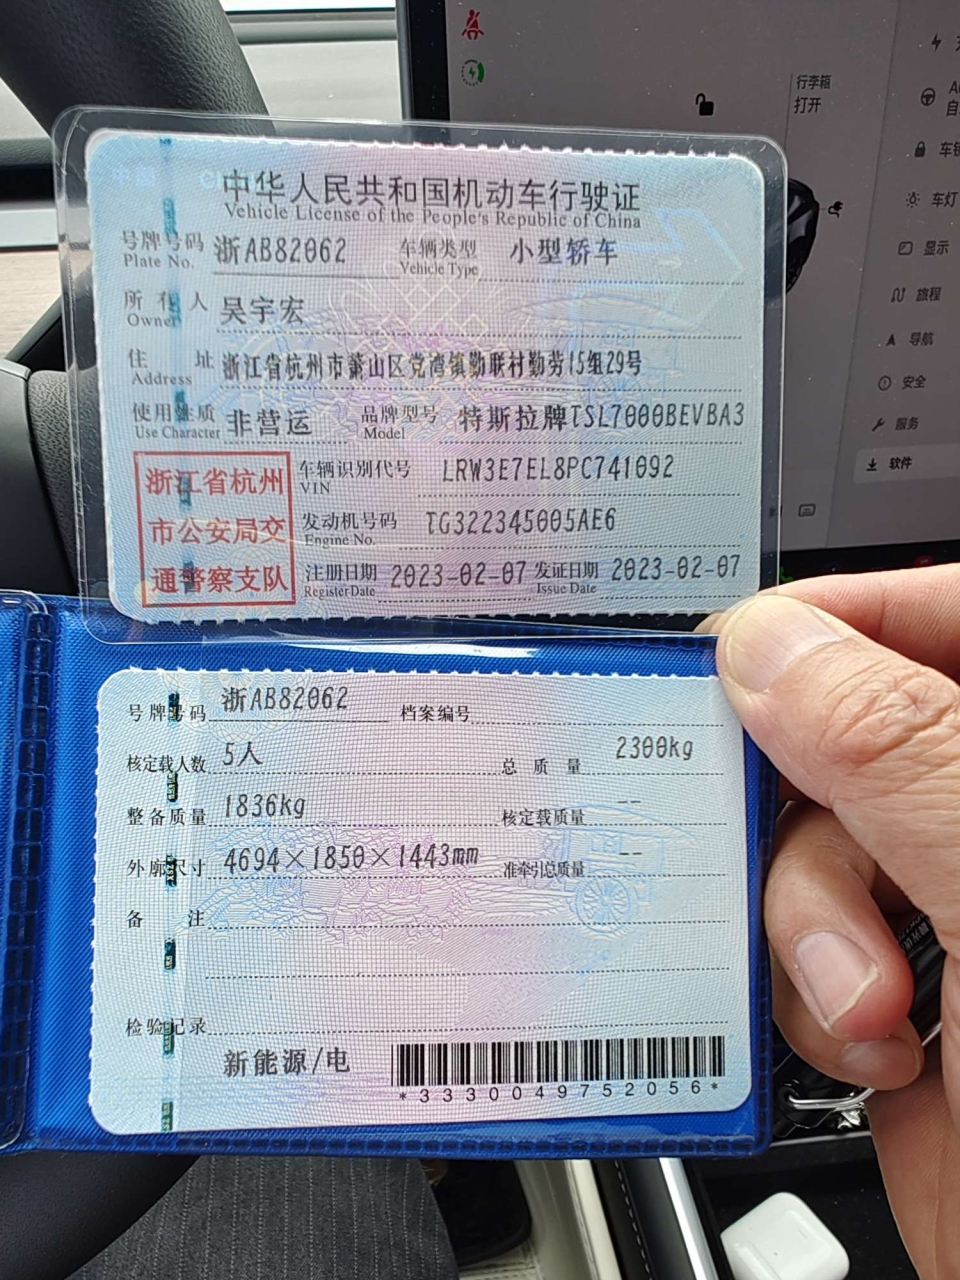 行李箱
打开
车灯
显示
旅程
导航
安全
服务
软件
中华人民共和国机动车行驶证
Vehicle License of the People's Republic of China
号牌号码 浙AB82062 车辆类型 小型轿车
Plate No. Vehicle Type
所有人 吴宇宏
Owner
住址 浙江省杭州市萧山区党湾镇勤联村勤劳15组29号
Address
使用性质 非营运 品牌型号 特斯拉牌TSL7000BEVBA3
Use Character Model
浙江省杭州
市公安局交
通警察支队
车辆识别代号 LRW3E7EL8PC741092
VIN
发动机号码 TG322345005AE6
Engine No.
注册日期 2023-02-07 发证日期 2023-02-07
Register Date Issue Date
号牌号码 浙AB82062 档案编号
核定载人数 5人 总质量 2300kg
整备质量 1836kg 核定载质量 --
外廓尺寸 4694×1850×1443mm 准牵引总质量 --
备注
检验记录
新能源/电
*3330049752056*